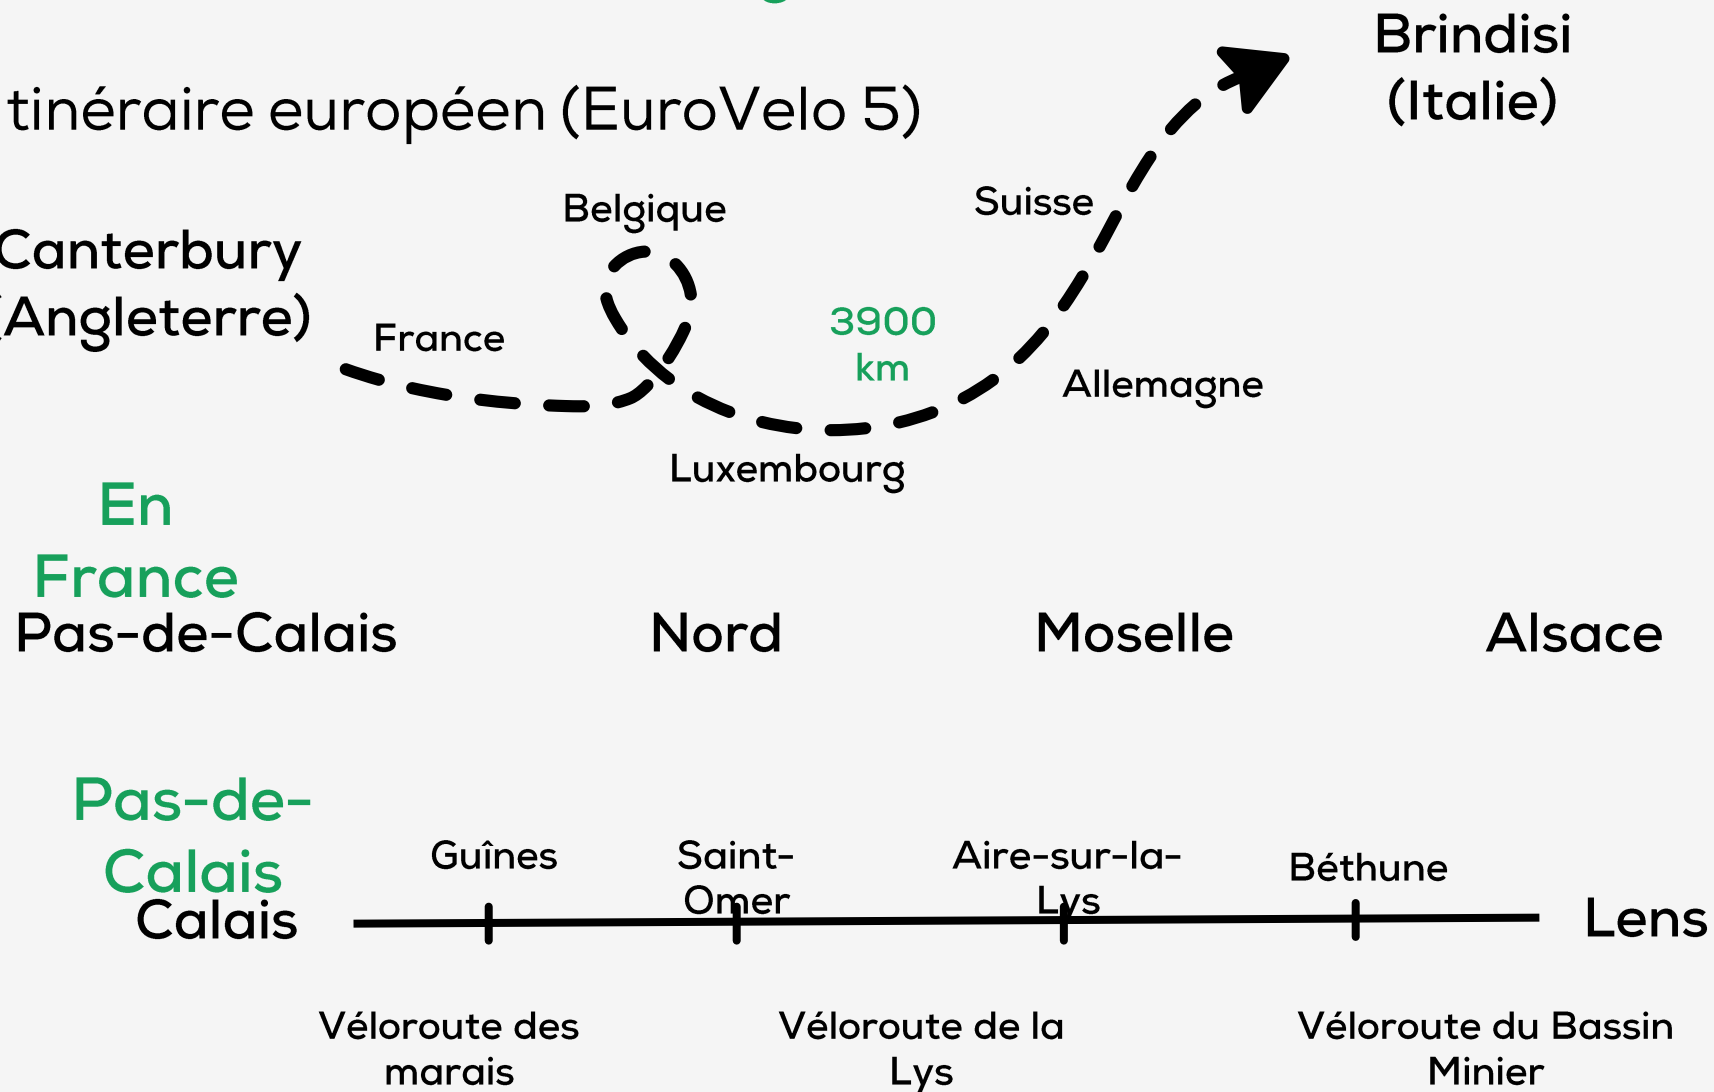 tinéraire européen (EuroVelo 5)
Brindisi
(Italie)
Belgique
Suisse
Canterbury
(Angleterre)
France
3900
km
Allemagne
Luxembourg
En
France
Pas-de-Calais
Nord
Moselle
Alsace
Pas-de-
Calais
Guînes
Saint-
Omer
Aire-sur-la-
Lys
Béthune
Calais
Lens
Véloroute des
marais
Véloroute de la
Lys
Véloroute du Bassin
Minier